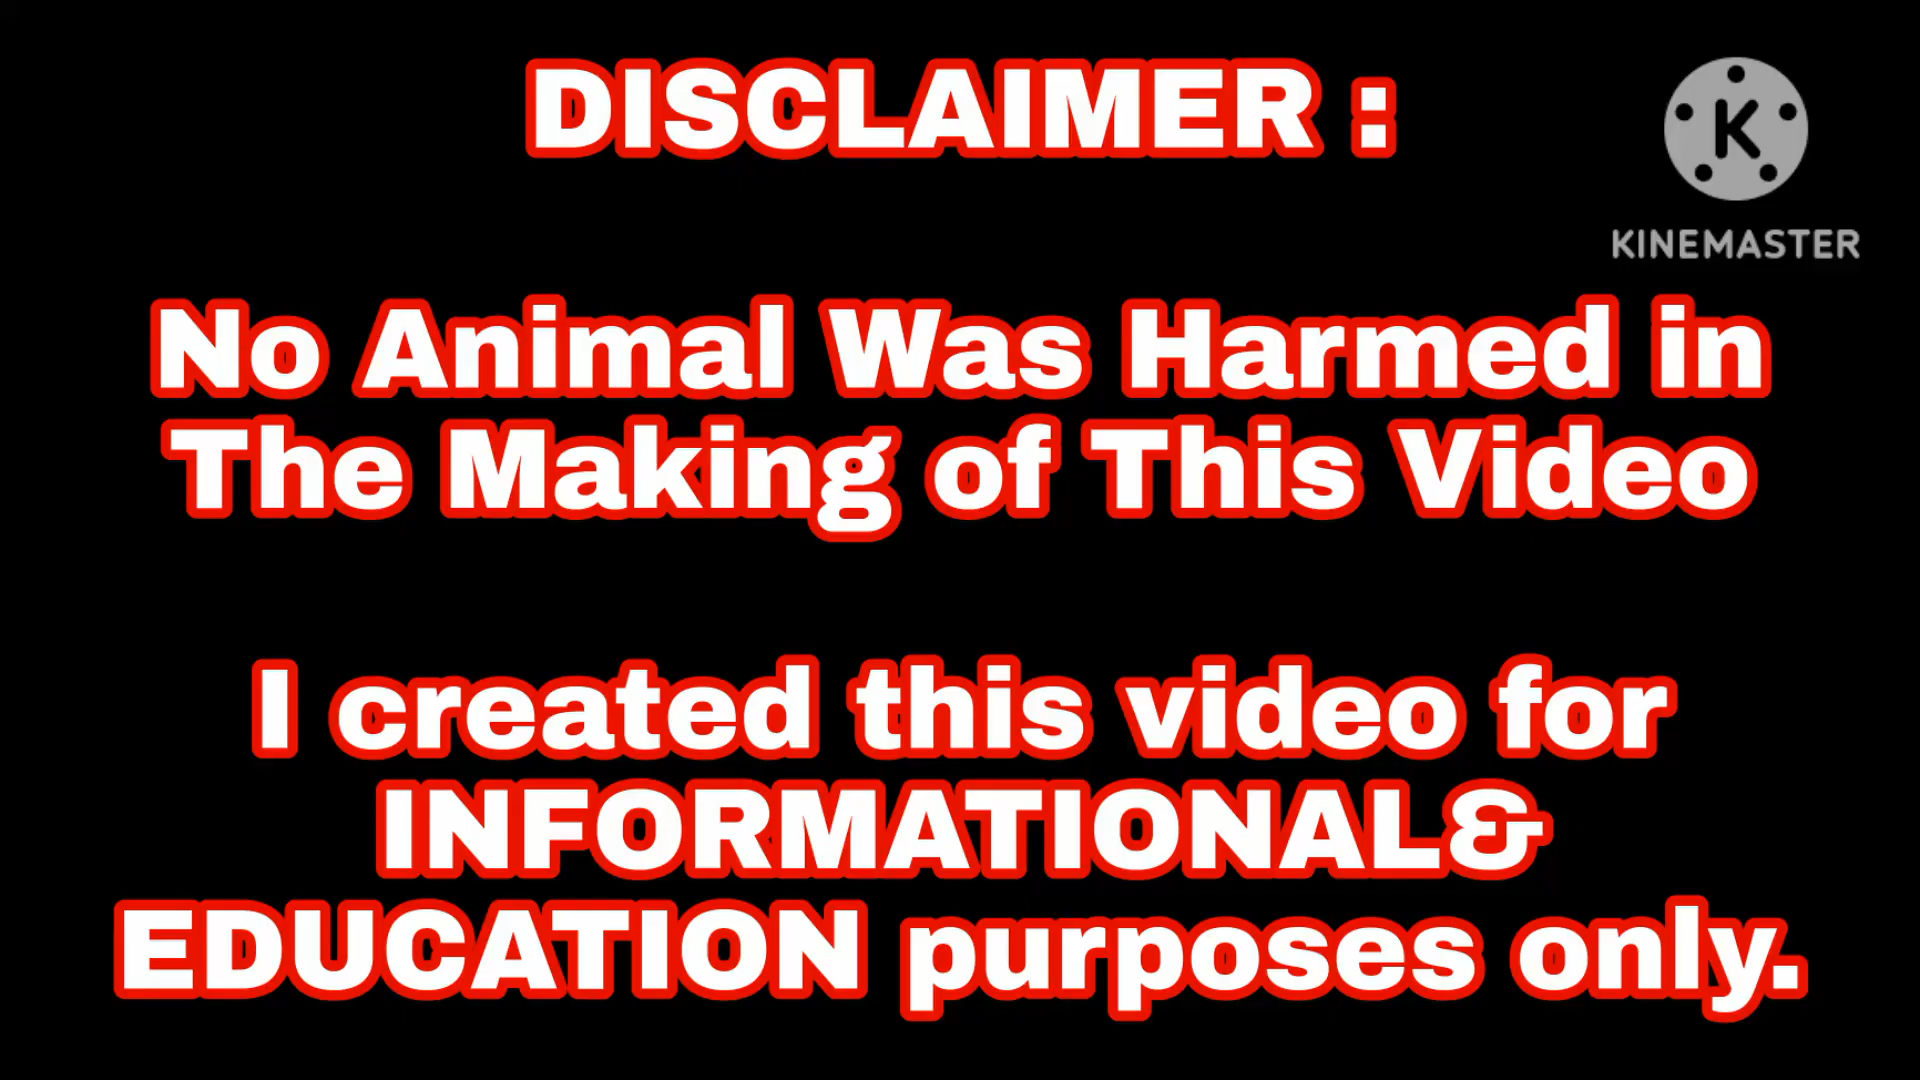 DISCLAIMER :
K
KINEMASTER
No Animal Was Harmed in
The Making of This Video
I created this video for
INFORMATIONAL&
EDUCATION purposes only.